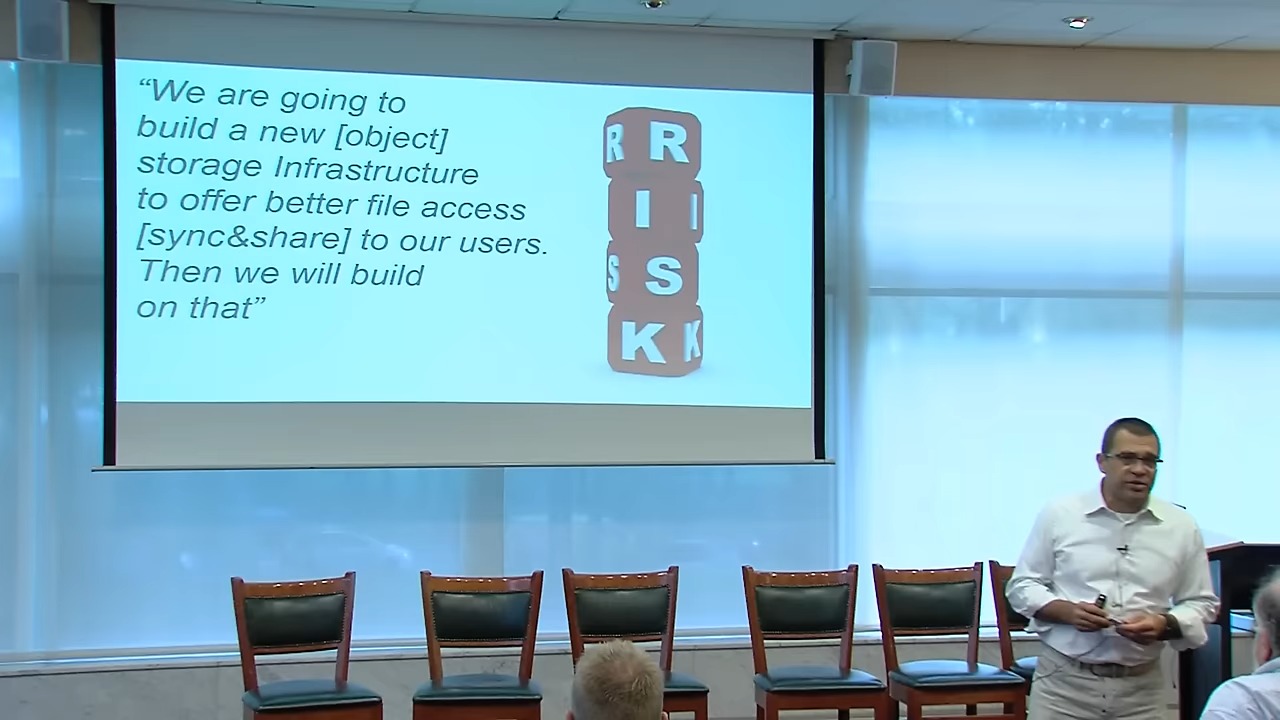 “We are going to
build a new [object]
storage Infrastructure
to offer better file access
[sync&share] to our users.
Then we will build
on that”
R R
I I
S S
K K